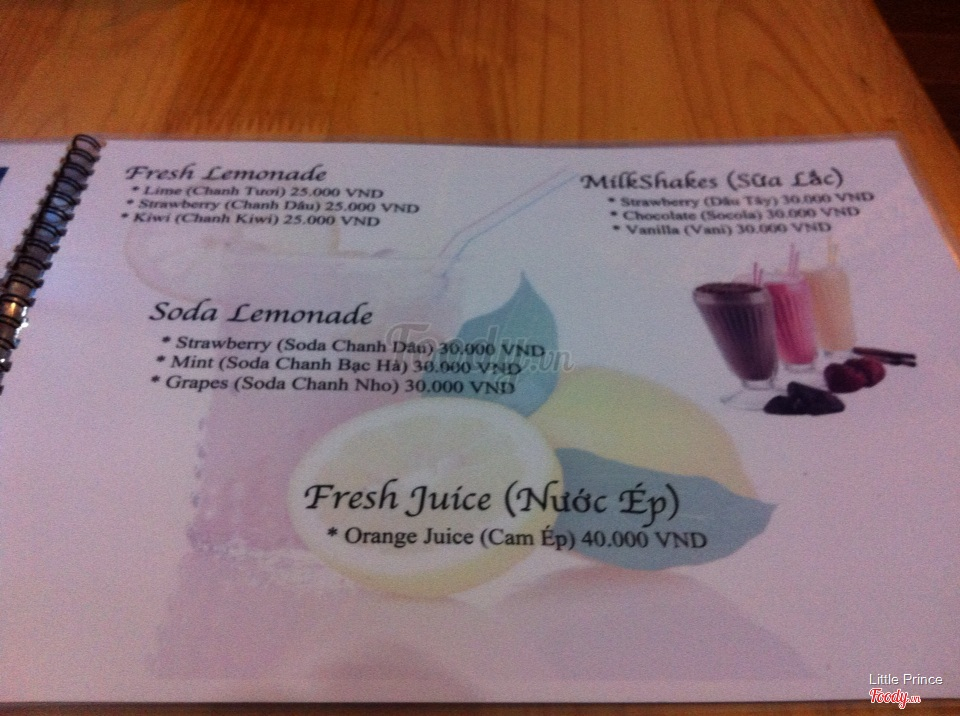 Fresh Lemonade
* Lime (Chanh Tươi) 25.000 VND
* Strawberry (Chanh Dâu) 25.000 VND
* Kiwi (Chanh Kiwi) 25.000 VND
MilkShakes (Sữa Lắc)
* Strawberry (Dâu Tây) 30.000 VND
* Chocolate (Socola) 30.000 VND
* Vanilla (Vani) 30.000 VND
Soda Lemonade
* Strawberry (Soda Chanh Dâu) 30.000 VND
* Mint (Soda Chanh Bạc Hà) 30.000 VND
* Grapes (Soda Chanh Nho) 30.000 VND
Foody.vn
Fresh Juice (Nước Ép)
* Orange Juice (Cam Ép) 40.000 VND
Little Prince
Foody.vn